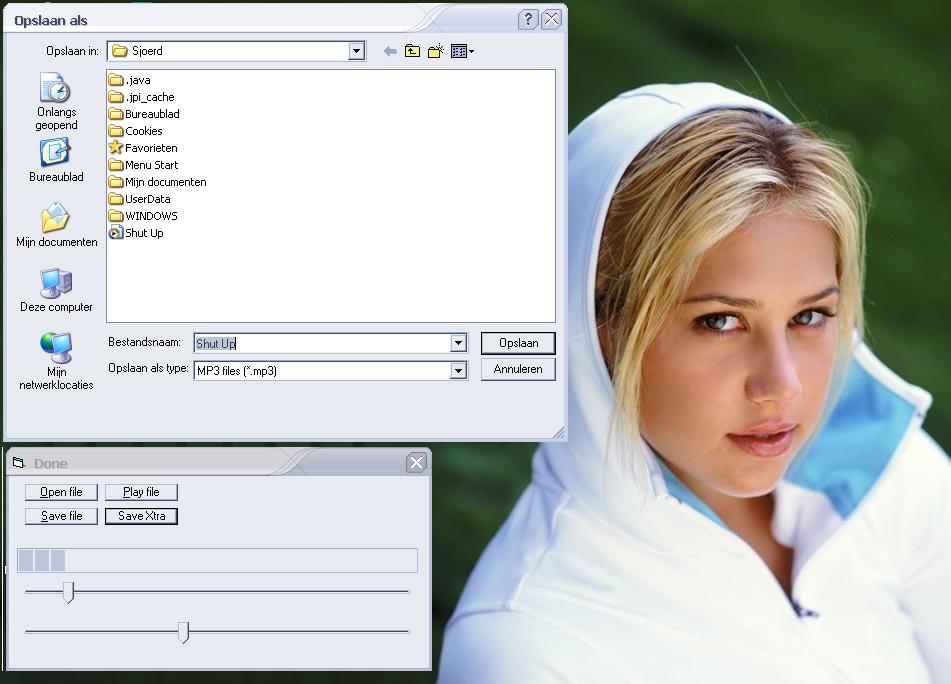 Opslaan als
?
Opslaan in: Sjoerd
Onlangs geopend
Bureaublad
Mijn documenten
Deze computer
Mijn netwerklocaties
.java
.jpi_cache
Bureaublad
Cookies
Favorieten
Menu Start
Mijn documenten
UserData
WINDOWS
Shut Up
Bestandsnaam: Shut Up Opslaan
Opslaan als type: MP3 files (*.mp3) Annuleren
Done
Open file Play file
Save file Save Xtra